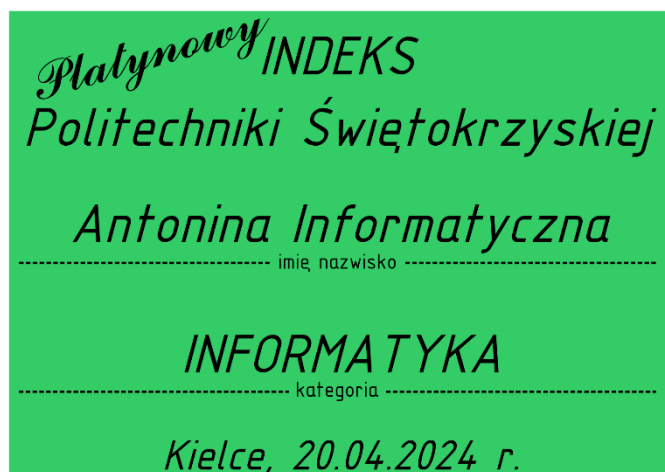 Platynowy INDEKS
Politechniki Świętokrzyskiej
Antonina Informatyczna
imię nazwisko
INFORMATYKA
kategoria
Kielce, 20.04.2024 r.